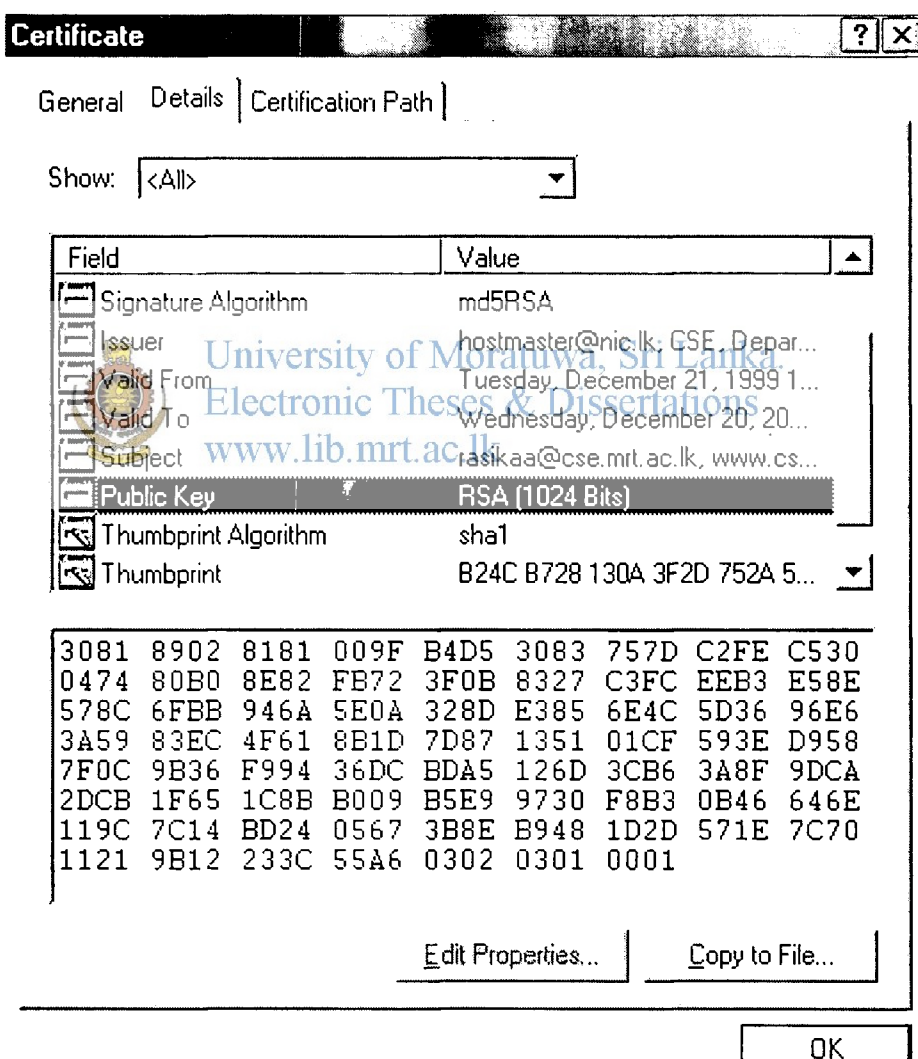 Certificate
General Details Certification Path
Show: <All>
Field Value
Signature Algorithm md5RSA
Issuer hostmaster@nic.lk, CSE, Depar...
Valid From Tuesday, December 21, 1999 1...
Valid To Wednesday, December 20, 20...
Subject rasikaa@cse.mrt.ac.lk, www.cs...
Public Key RSA (1024 Bits)
Thumbprint Algorithm sha1
Thumbprint B24C B728 130A 3F2D 752A 5...
University of Moratuwa, Sri Lanka.
Electronic Theses & Dissertations
www.lib.mrt.ac.lk
3081 8902 8181 009F B4D5 3083 757D C2FE C530
0474 80B0 8E82 FB72 3F0B 8327 C3FC EEB3 E58E
578C 6FBB 946A 5E0A 328D E385 6E4C 5D36 96E6
3A59 83EC 4F61 8B1D 7D87 1351 01CF 593E D958
7F0C 9B36 F994 36DC BDA5 126D 3CB6 3A8F 9DCA
2DCB 1F65 1C8B B009 B5E9 9730 F8B3 0B46 646E
119C 7C14 BD24 0567 3B8E B948 1D2D 571E 7C70
1121 9B12 233C 55A6 0302 0301 0001
Edit Properties... Copy to File...
OK